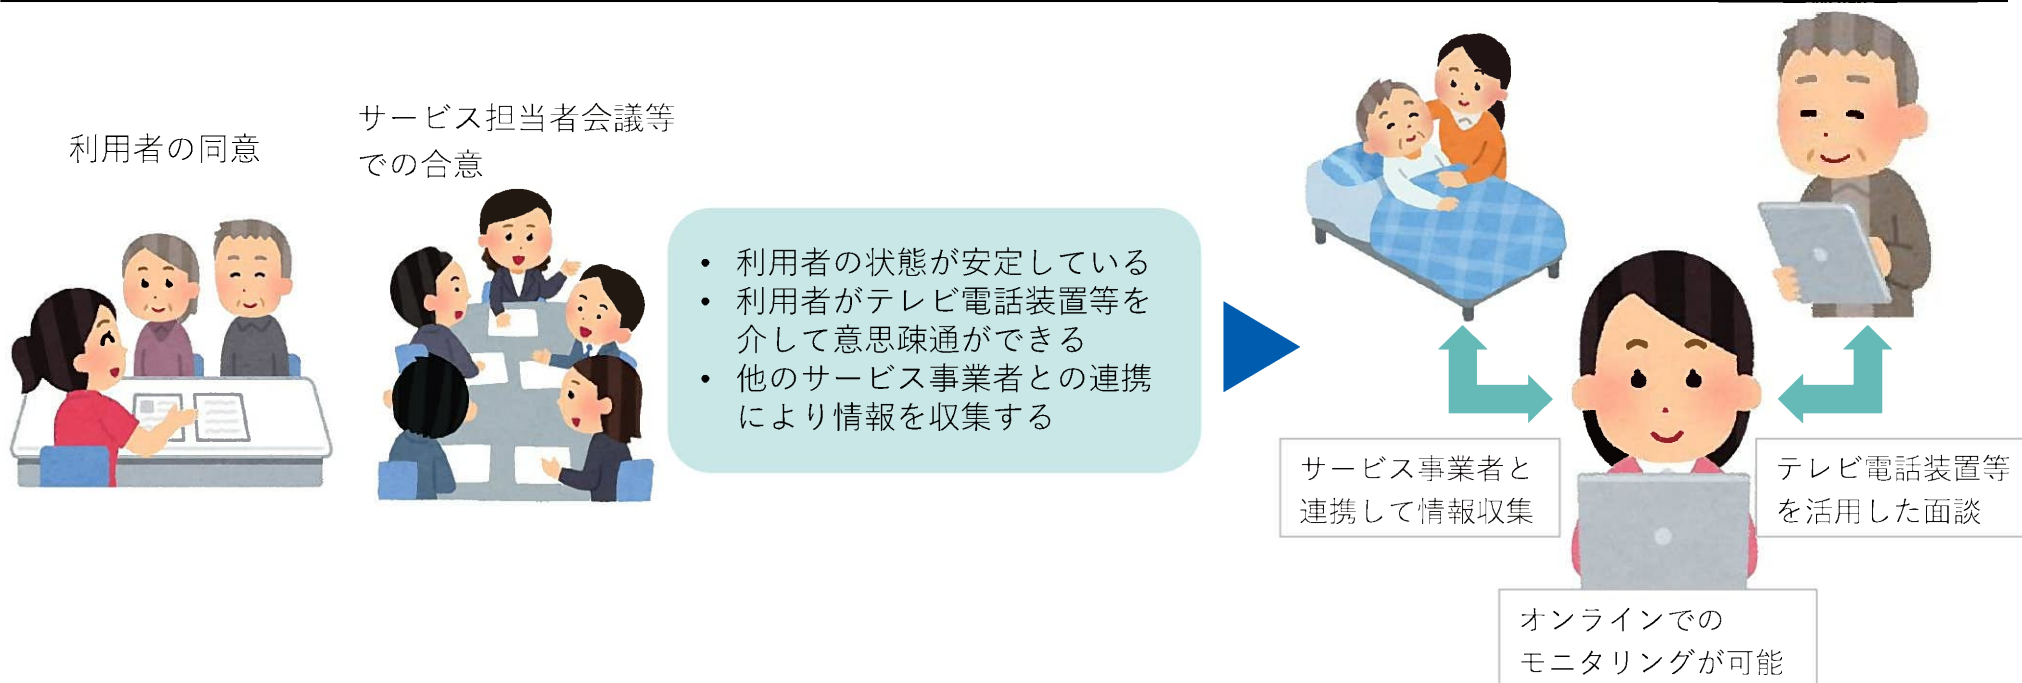 利用者の同意
サービス担当者会議等
での合意
• 利用者の状態が安定している
• 利用者がテレビ電話装置等を
介して意思疎通ができる
• 他のサービス事業者との連携
により情報を収集する
サービス事業者と
連携して情報収集
テレビ電話装置等
を活用した面談
オンラインでの
モニタリングが可能